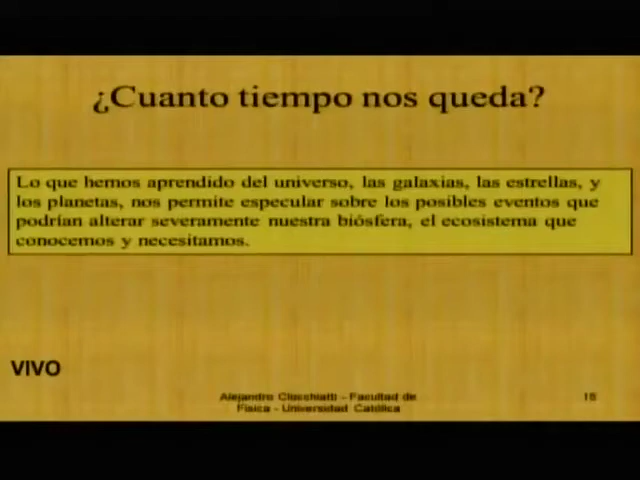 ¿Cuanto tiempo nos queda?
Lo que hemos aprendido del universo, las galaxias, las estrellas, y
los planetas, nos permite especular sobre los posibles eventos que
podrían alterar severamente nuestra biósfera, el ecosistema que
conocemos y necesitamos.
VIVO
Alejandro Clocchiatti - Facultad de
Física - Universidad Católica